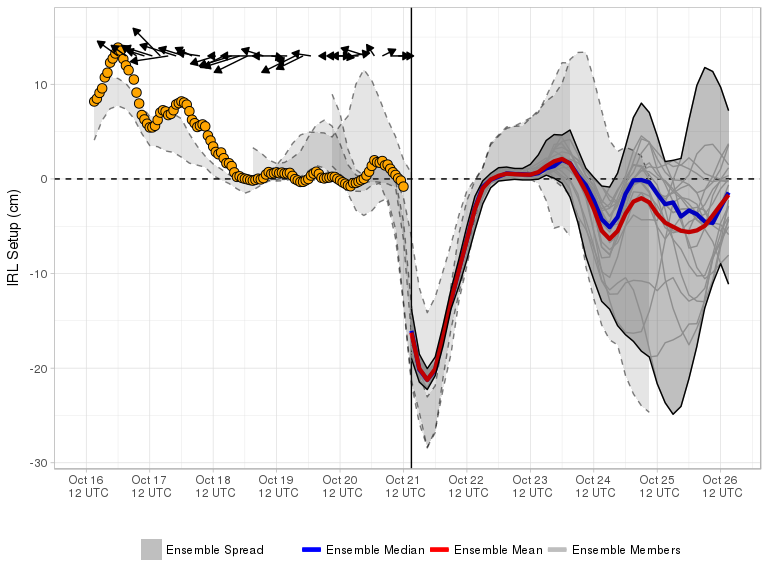 IRL Setup (cm)
10
0
-10
-20
-30
Oct 16 Oct 17 Oct 18 Oct 19 Oct 20 Oct 21 Oct 22 Oct 23 Oct 24 Oct 25 Oct 26
12 UTC 12 UTC 12 UTC 12 UTC 12 UTC 12 UTC 12 UTC 12 UTC 12 UTC 12 UTC 12 UTC
Ensemble Spread Ensemble Median Ensemble Mean Ensemble Members